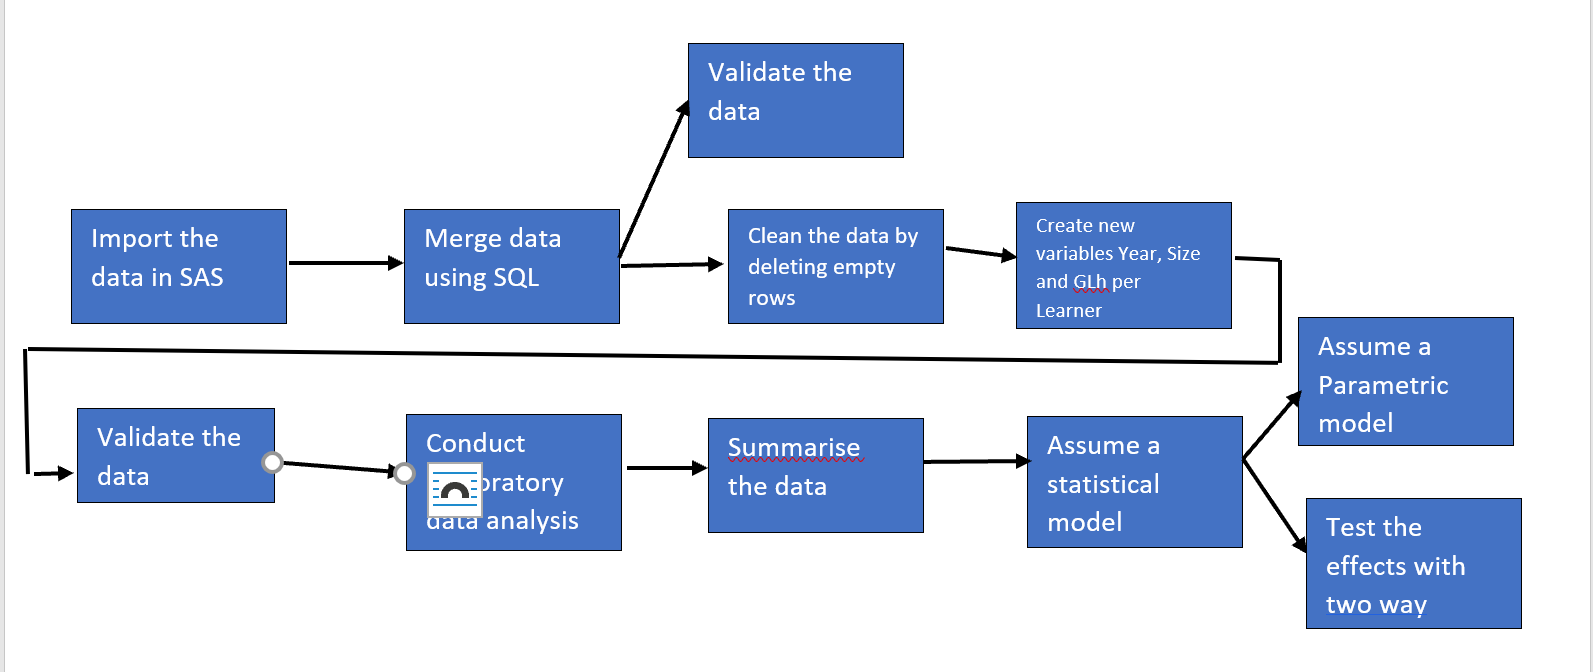 Validate the
data
Import the
data in SAS
Merge data
using SQL
Clean the data by
deleting empty
rows
Create new
variables Year, Size
and GLh per
Learner
Validate the
data
Conduct
oratory
data analysis
Summarise
the data
Assume a
statistical
model
Assume a
Parametric
model
Test the
effects with
two way